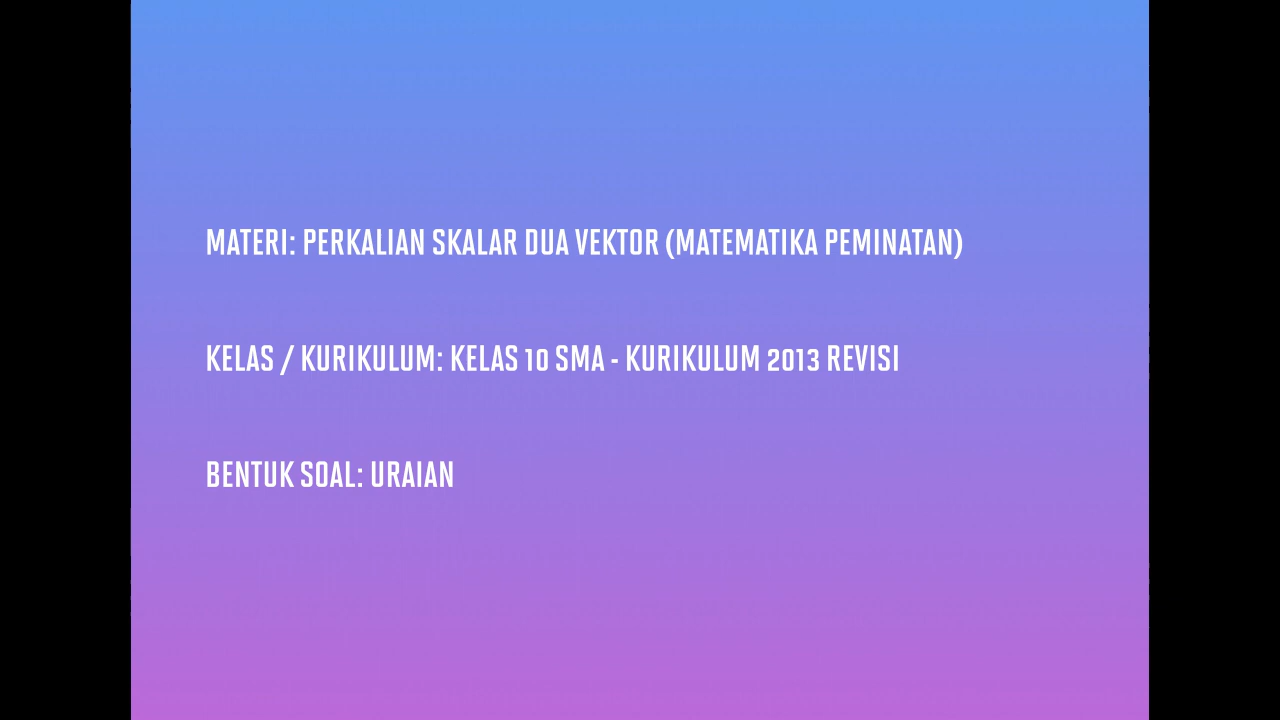 MATERI: PERKALIAN SKALAR DUA VEKTOR (MATEMATIKA PEMINATAN)
KELAS / KURIKULUM: KELAS 10 SMA - KURIKULUM 2013 REVISI
BENTUK SOAL: URAIAN